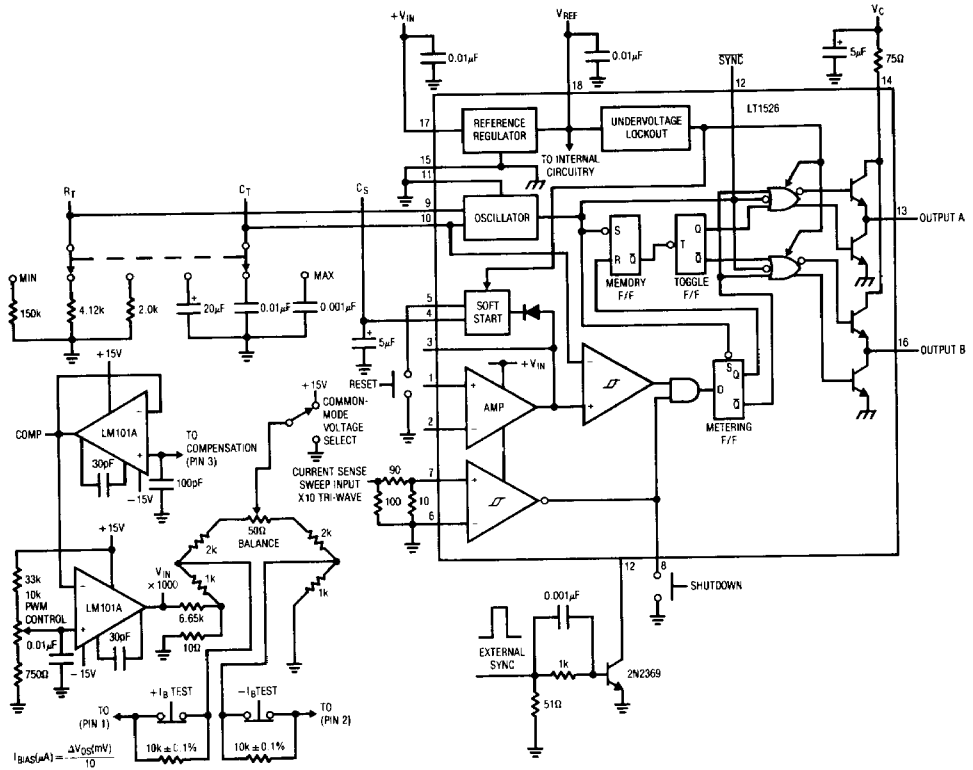 +VIN
VREF
VC
0.01µF
0.01µF
5µF
75Ω
SYNC
18
12
14
LT1526
17
REFERENCE
REGULATOR
UNDERVOLTAGE
LOCKOUT
15
11
TO INTERNAL
CIRCUITRY
RT
CT
CS
9
10
OSCILLATOR
13
OUTPUT A
S
R
Q
MEMORY
F/F
T
Q
Q
TOGGLE
F/F
MIN
MAX
150k
4.12k
2.0k
20µF
0.01µF
0.001µF
5
4
SOFT
START
5µF
16
OUTPUT B
3
+VIN
RESET
1
2
AMP
S
D
Q
Q
METERING
F/F
+15V
+15V
COMMON-
MODE
VOLTAGE
SELECT
COMP
LM101A
−
+
TO
COMPENSATION
(PIN 3)
30pF
−15V
100pF
CURRENT SENSE
SWEEP INPUT
X10 TRI-WAVE
90
100
10
7
6
50Ω
BALANCE
2k
2k
1k
1k
+15V
33k
10k
PWM
CONTROL
0.01µF
750Ω
LM101A
−
+
30pF
−15V
VIN
×1000
6.65k
10Ω
12
8
SHUTDOWN
0.001µF
EXTERNAL
SYNC
1k
2N2369
51Ω
+IB TEST
−IB TEST
TO
(PIN 1)
TO
(PIN 2)
10k ± 0.1%
10k ± 0.1%
IBIAS(µA) = ΔVOS(mV)
10